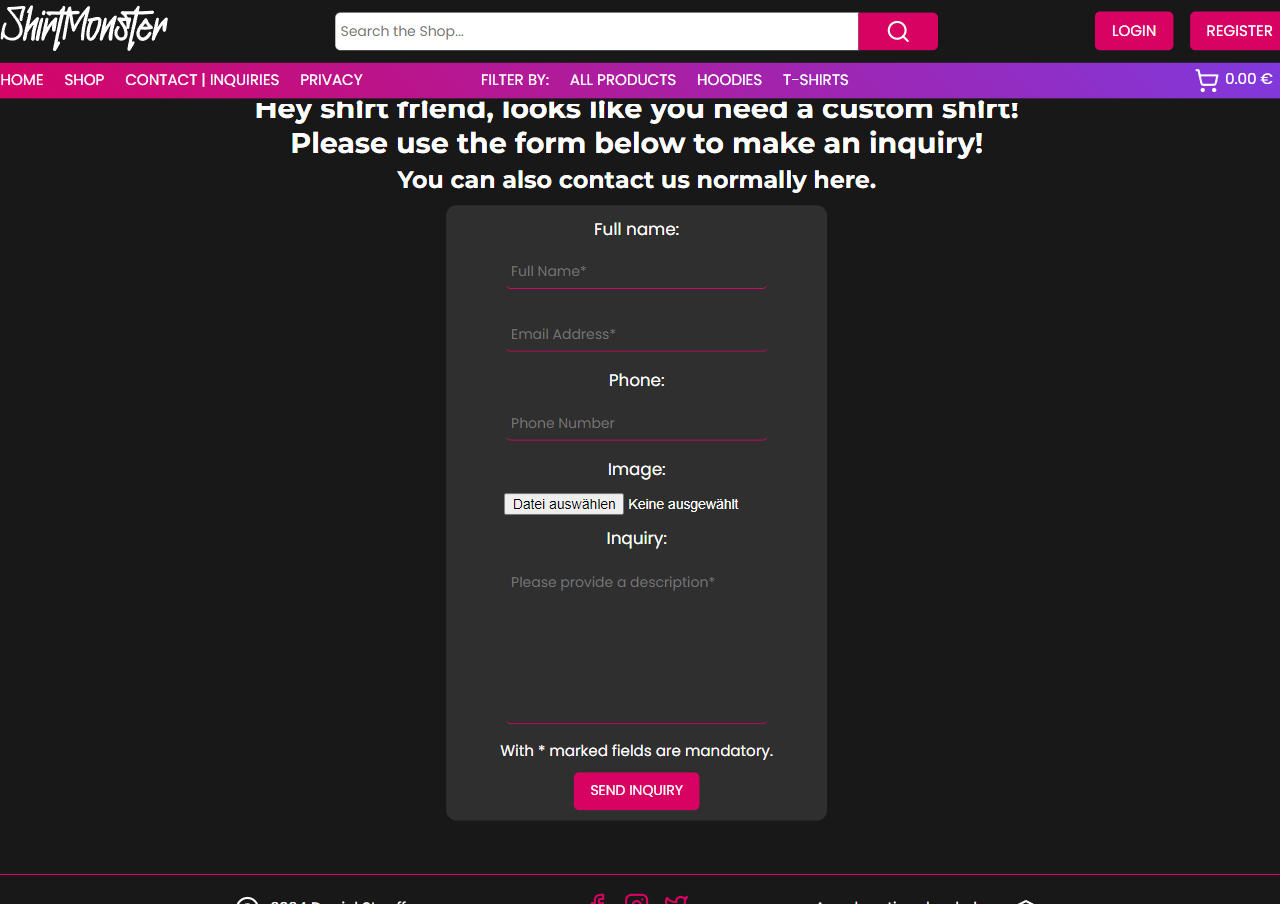 ShirtMonster
Search the Shop...
LOGIN
REGISTER
HOME SHOP CONTACT | INQUIRIES PRIVACY FILTER BY: ALL PRODUCTS HOODIES T-SHIRTS 0.00 €
Hey shirt friend, looks like you need a custom shirt!
Please use the form below to make an inquiry!
You can also contact us normally here.
Full name:
Full Name*
Email Address*
Phone:
Phone Number
Image:
Datei auswählen Keine ausgewählt
Inquiry:
Please provide a description*
With * marked fields are mandatory.
SEND INQUIRY